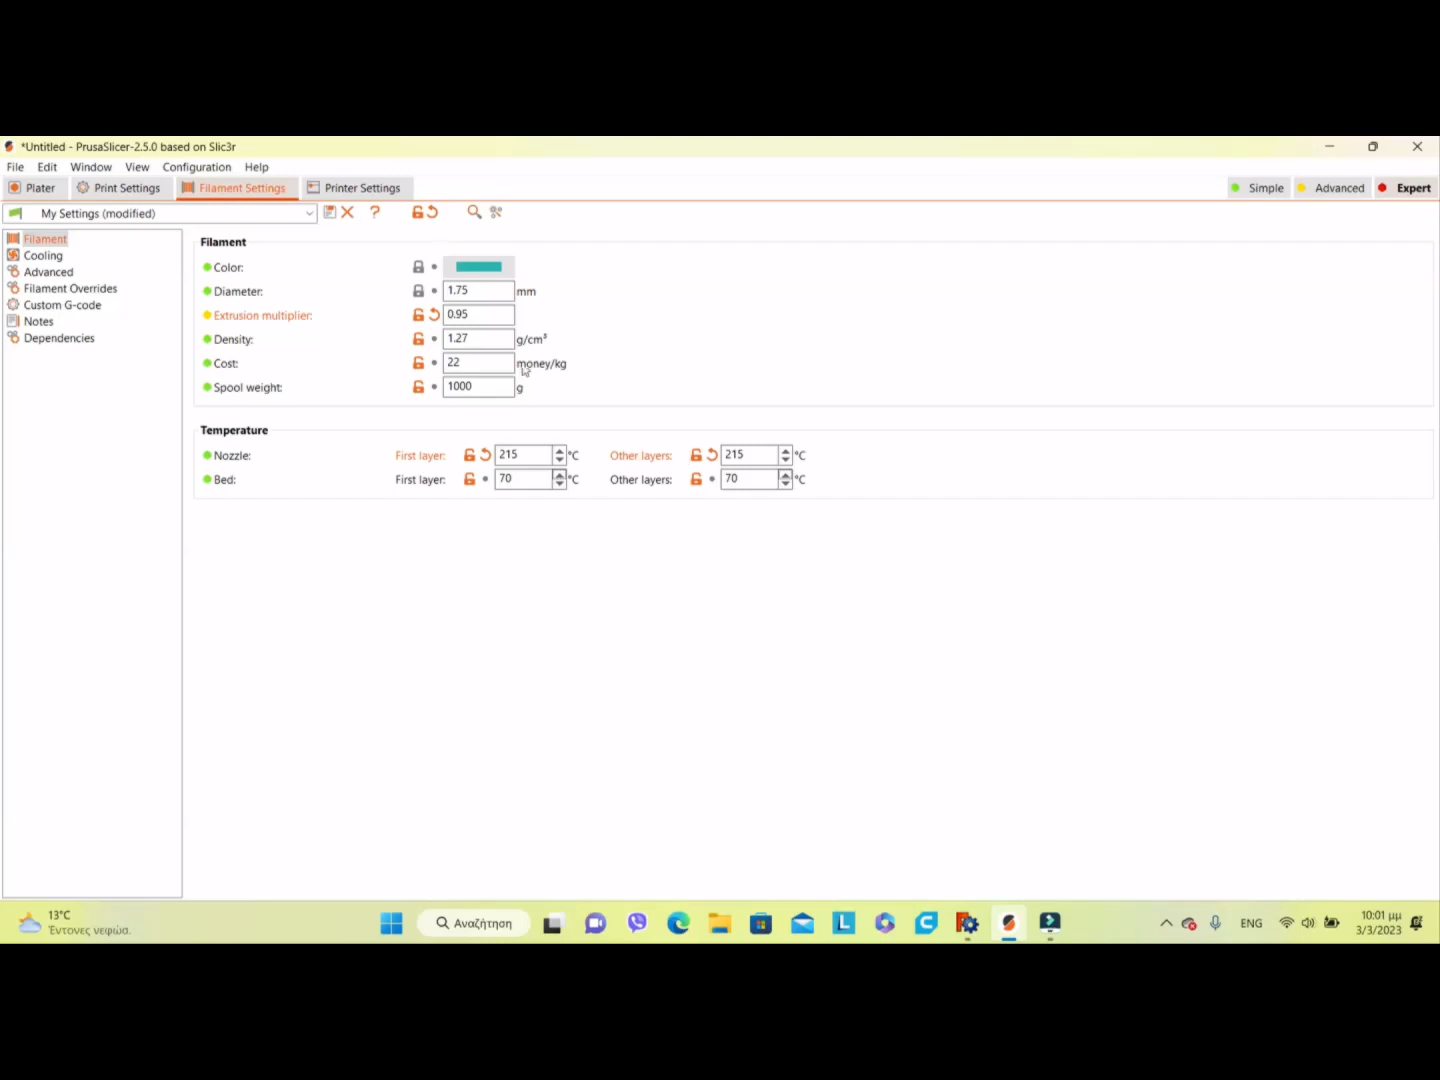 *Untitled - PrusaSlicer-2.5.0 based on Slic3r
File Edit Window View Configuration Help
Plater Print Settings Filament Settings Printer Settings Simple Advanced Expert
My Settings (modified) ?
Filament
Cooling
Advanced
Filament Overrides
Custom G-code
Notes
Dependencies
Filament
Color:
Diameter: 1.75 mm
Extrusion multiplier: 0.95
Density: 1.27 g/cm³
Cost: 22 money/kg
Spool weight: 1000 g
Temperature
Nozzle: First layer: 215 °C Other layers: 215 °C
Bed: First layer: 70 °C Other layers: 70 °C
13°C
Έντονες νεφώσ.
Αναζήτηση
L
C
ENG
10:01 μμ
3/3/2023